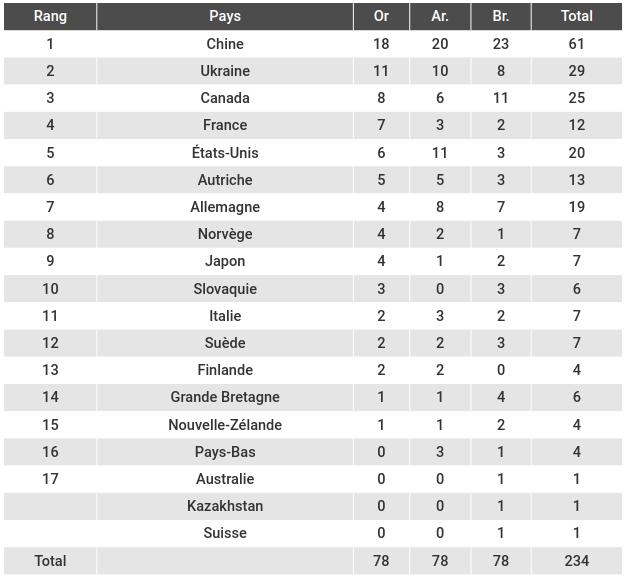 Rang Pays Or Ar. Br. Total
1 Chine 18 20 23 61
2 Ukraine 11 10 8 29
3 Canada 8 6 11 25
4 France 7 3 2 12
5 États-Unis 6 11 3 20
6 Autriche 5 5 3 13
7 Allemagne 4 8 7 19
8 Norvège 4 2 1 7
9 Japon 4 1 2 7
10 Slovaquie 3 0 3 6
11 Italie 2 3 2 7
12 Suède 2 2 3 7
13 Finlande 2 2 0 4
14 Grande Bretagne 1 1 4 6
15 Nouvelle-Zélande 1 1 2 4
16 Pays-Bas 0 3 1 4
17 Australie 0 0 1 1
Kazakhstan 0 0 1 1
Suisse 0 0 1 1
Total 78 78 78 234